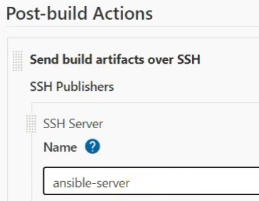 Post-build Actions
Send build artifacts over SSH
SSH Publishers
SSH Server
Name ?
ansible-server